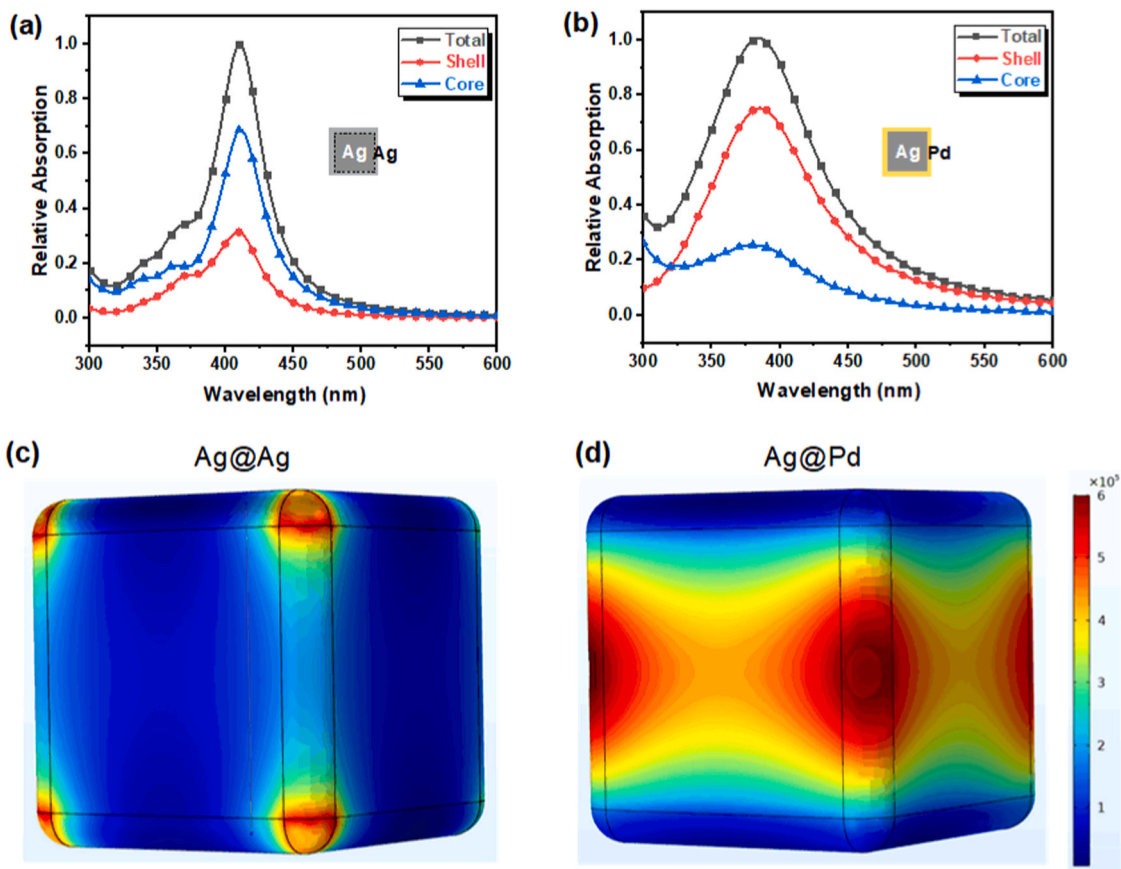 (a)
Relative Absorption
1.0
0.8
0.6
0.4
0.2
0.0
Total
Shell
Core
Ag Ag
300 350 400 450 500 550 600
Wavelength (nm)
(b)
Relative Absorption
1.0
0.8
0.6
0.4
0.2
0.0
Total
Shell
Core
Ag Pd
300 350 400 450 500 550 600
Wavelength (nm)
(c)
Ag@Ag
(d)
Ag@Pd
×10⁵
6
5
4
3
2
1